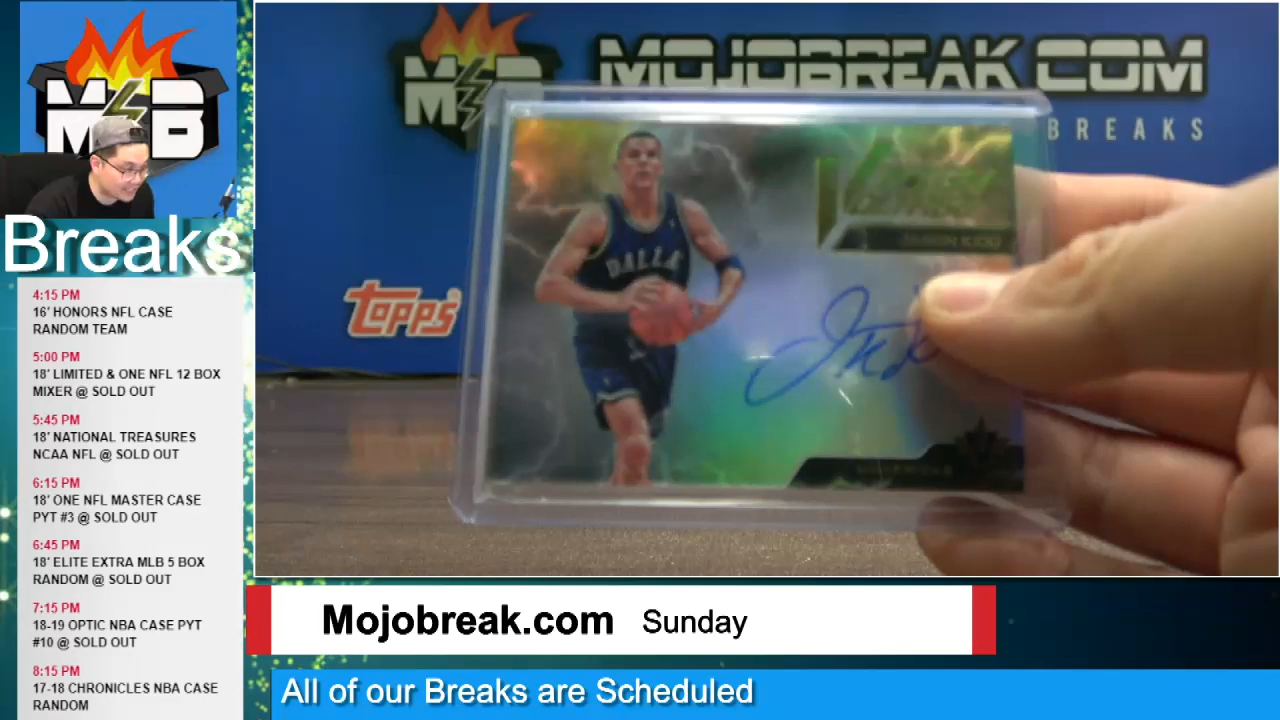 M B
Breaks
4:15 PM
16' HONORS NFL CASE
RANDOM TEAM
5:00 PM
18' LIMITED & ONE NFL 12 BOX
MIXER @ SOLD OUT
5:45 PM
18' NATIONAL TREASURES
NCAA NFL @ SOLD OUT
6:15 PM
18' ONE NFL MASTER CASE
PYT #3 @ SOLD OUT
6:45 PM
18' ELITE EXTRA MLB 5 BOX
RANDOM @ SOLD OUT
7:15 PM
18-19 OPTIC NBA CASE PYT
#10 @ SOLD OUT
8:15 PM
17-18 CHRONICLES NBA CASE
RANDOM
M B
MOJOBREAK.COM
BREAKS
topps
DALLA
JASON KIDD
Mojobreak.com Sunday
All of our Breaks are Scheduled